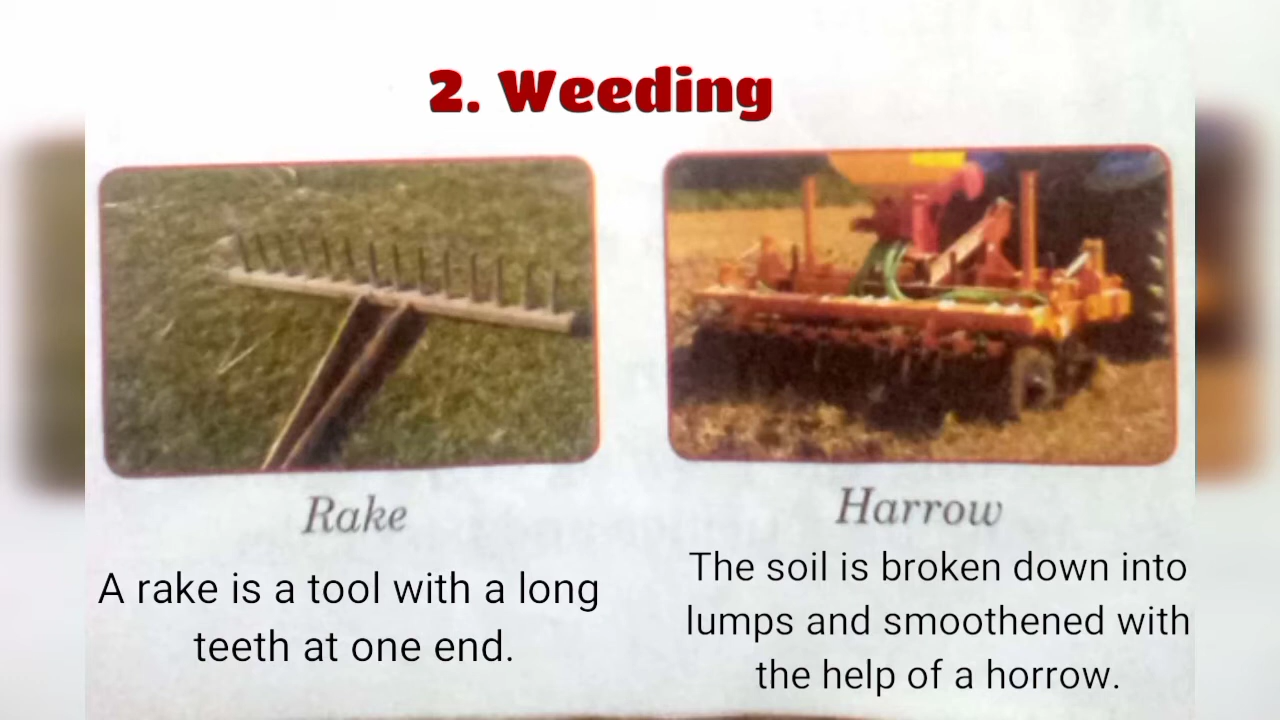 2. Weeding
Rake
Harrow
A rake is a tool with a long
teeth at one end.
The soil is broken down into
lumps and smoothened with
the help of a horrow.